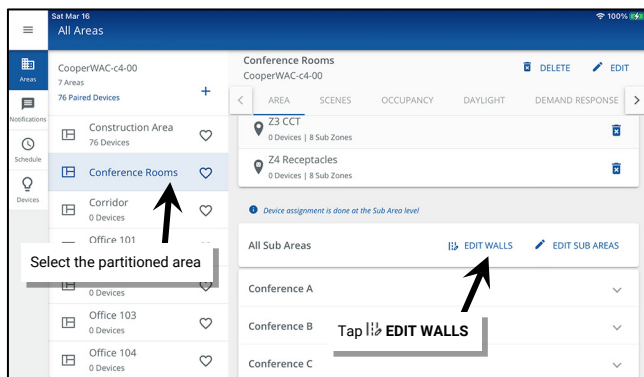 Sat Mar 16
100%
All Areas
Areas
Notifications
Schedule
Devices
CooperWAC-c4-00
7 Areas
76 Paired Devices
+
Construction Area
76 Devices
Conference Rooms
Corridor
0 Devices
Office 101
Select the partitioned area
0 Devices
Office 103
0 Devices
Office 104
0 Devices
Conference Rooms
CooperWAC-c4-00
DELETE
EDIT
AREA SCENES OCCUPANCY DAYLIGHT DEMAND RESPONSE
Z3 CCT
0 Devices | 8 Sub Zones
Z4 Receptacles
0 Devices | 8 Sub Zones
Device assignment is done at the Sub Area level
All Sub Areas
EDIT WALLS
EDIT SUB AREAS
Conference A
Conference B
Tap EDIT WALLS
Conference C